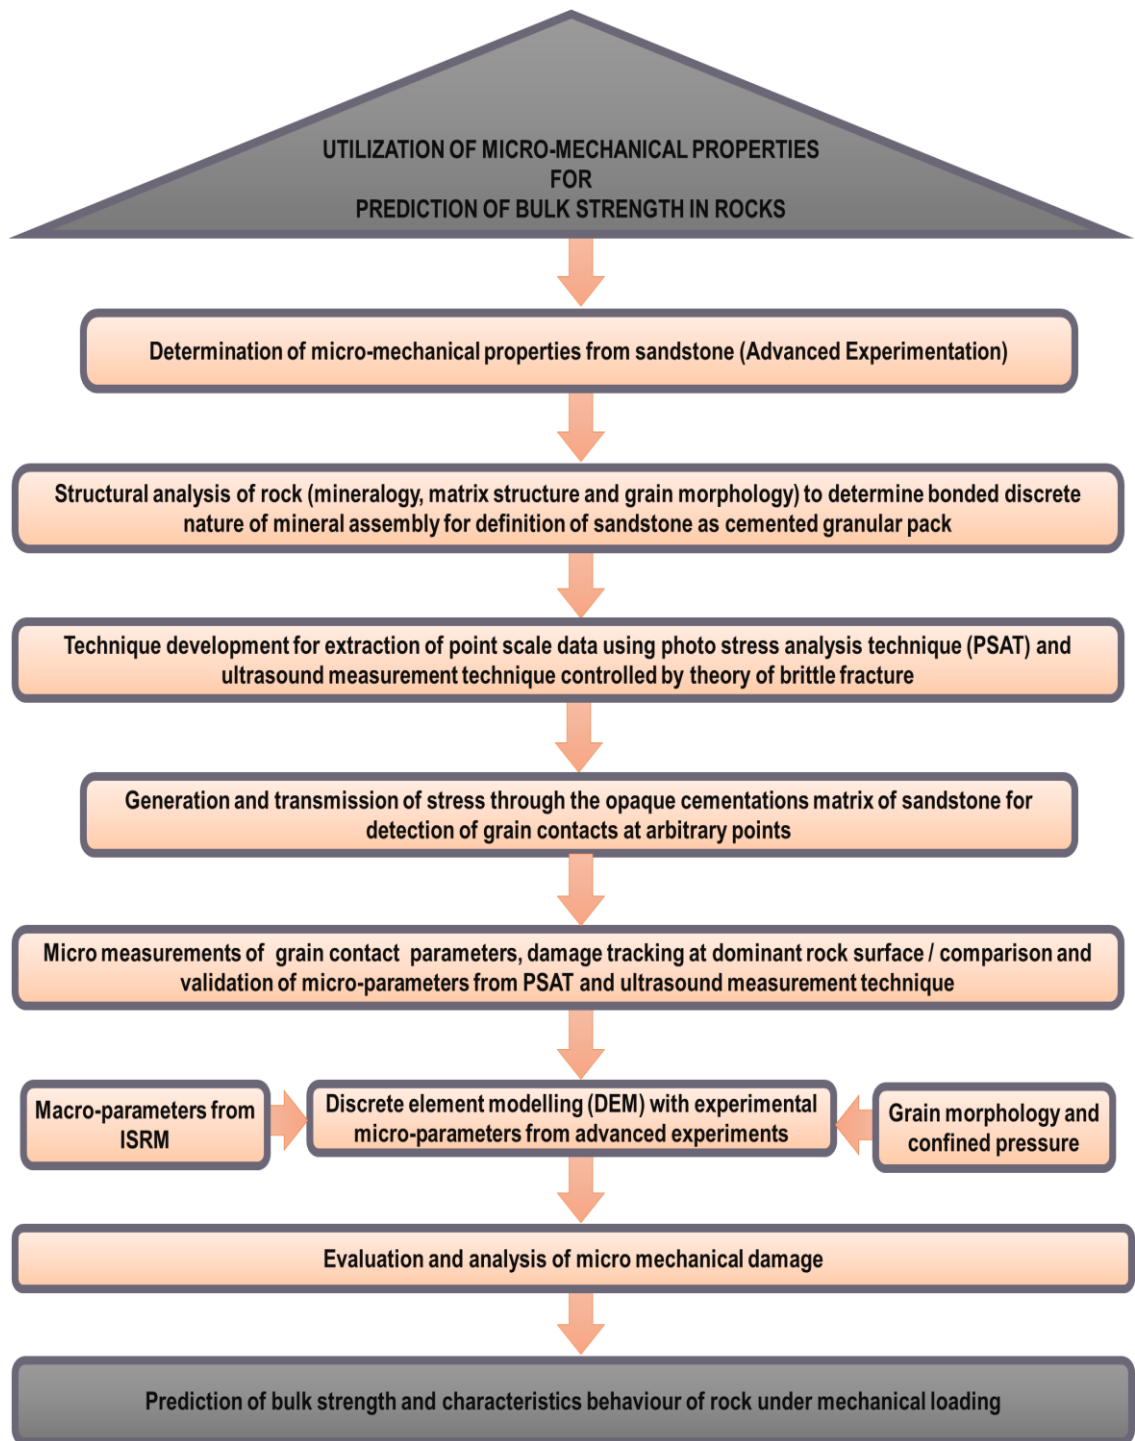 UTILIZATION OF MICRO-MECHANICAL PROPERTIES
FOR
PREDICTION OF BULK STRENGTH IN ROCKS
Determination of micro-mechanical properties from sandstone (Advanced Experimentation)
Structural analysis of rock (mineralogy, matrix structure and grain morphology) to determine bonded discrete
nature of mineral assembly for definition of sandstone as cemented granular pack
Technique development for extraction of point scale data using photo stress analysis technique (PSAT) and
ultrasound measurement technique controlled by theory of brittle fracture
Generation and transmission of stress through the opaque cementations matrix of sandstone for
detection of grain contacts at arbitrary points
Micro measurements of grain contact parameters, damage tracking at dominant rock surface / comparison and
validation of micro-parameters from PSAT and ultrasound measurement technique
Macro-parameters from
ISRM
Discrete element modelling (DEM) with experimental
micro-parameters from advanced experiments
Grain morphology and
confined pressure
Evaluation and analysis of micro mechanical damage
Prediction of bulk strength and characteristics behaviour of rock under mechanical loading